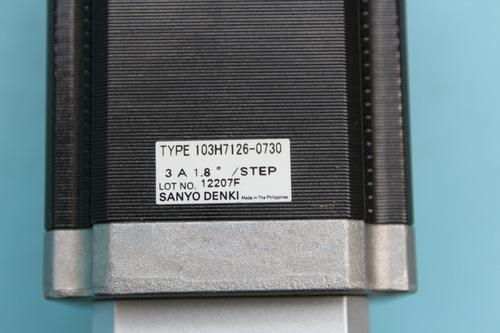 TYPE 103H7126-0730
3 A 1.8° /STEP
LOT NO. 12207F
SANYO DENKI Made in The Philippines